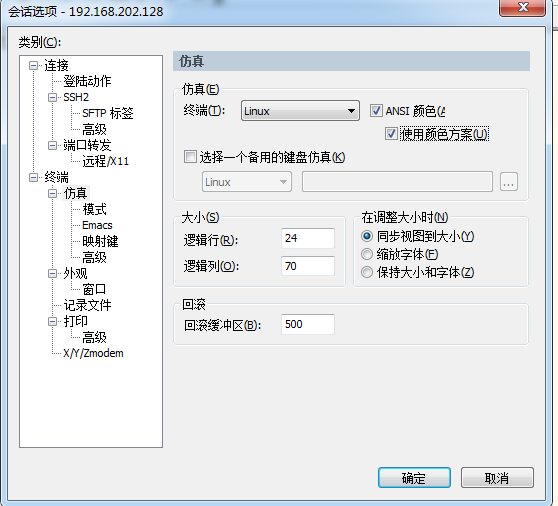 会话选项 - 192.168.202.128
类别(C):
连接
登陆动作
SSH2
SFTP 标签
高级
端口转发
远程/X11
终端
仿真
模式
Emacs
映射键
高级
外观
窗口
记录文件
打印
高级
X/Y/Zmodem
仿真
仿真(E)
终端(T): Linux ANSI 颜色(A
使用颜色方案(U)
选择一个备用的键盘仿真(K)
Linux ...
大小(S)
逻辑行(R): 24
逻辑列(O): 70
在调整大小时(N)
同步视图到大小(Y)
缩放字体(F)
保持大小和字体(Z)
回滚
回滚缓冲区(B): 500
确定 取消